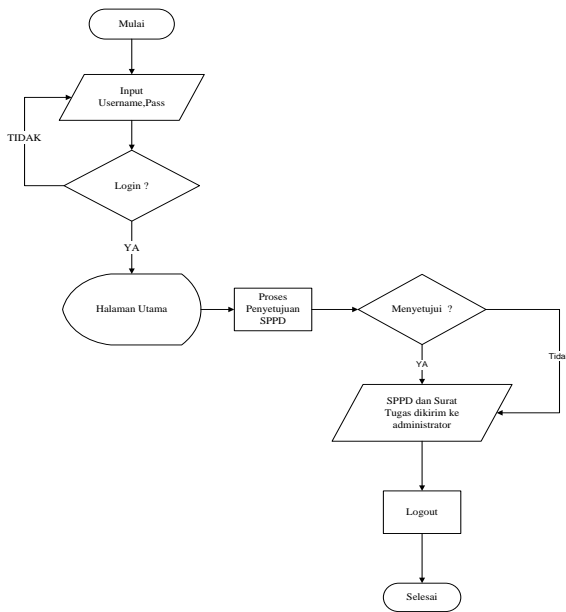 Mulai
Input
Username,Pass
TIDAK
Login ?
YA
Halaman Utama
Proses
Penyetujuan
SPPD
Menyetujui ?
Tida
YA
SPPD dan Surat
Tugas dikirim ke
administrator
Logout
Selesai